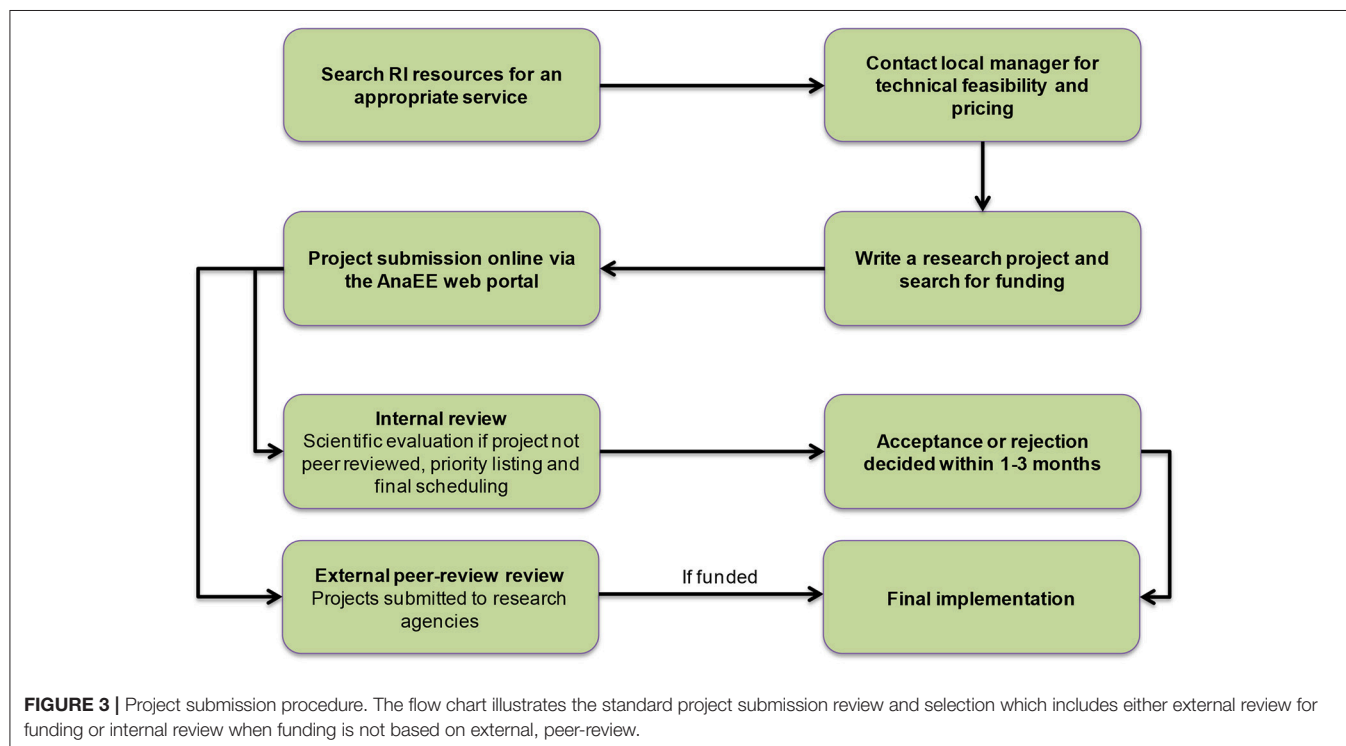 Search RI resources for an
appropriate service
Contact local manager for
technical feasibility and
pricing
Project submission online via
the AnaEE web portal
Write a research project and
search for funding
Internal review
Scientific evaluation if project not
peer reviewed, priority listing and
final scheduling
Acceptance or rejection
decided within 1-3 months
External peer-review review
Projects submitted to research
agencies
If funded
Final implementation
FIGURE 3 | Project submission procedure. The flow chart illustrates the standard project submission review and selection which includes either external review for
funding or internal review when funding is not based on external, peer-review.